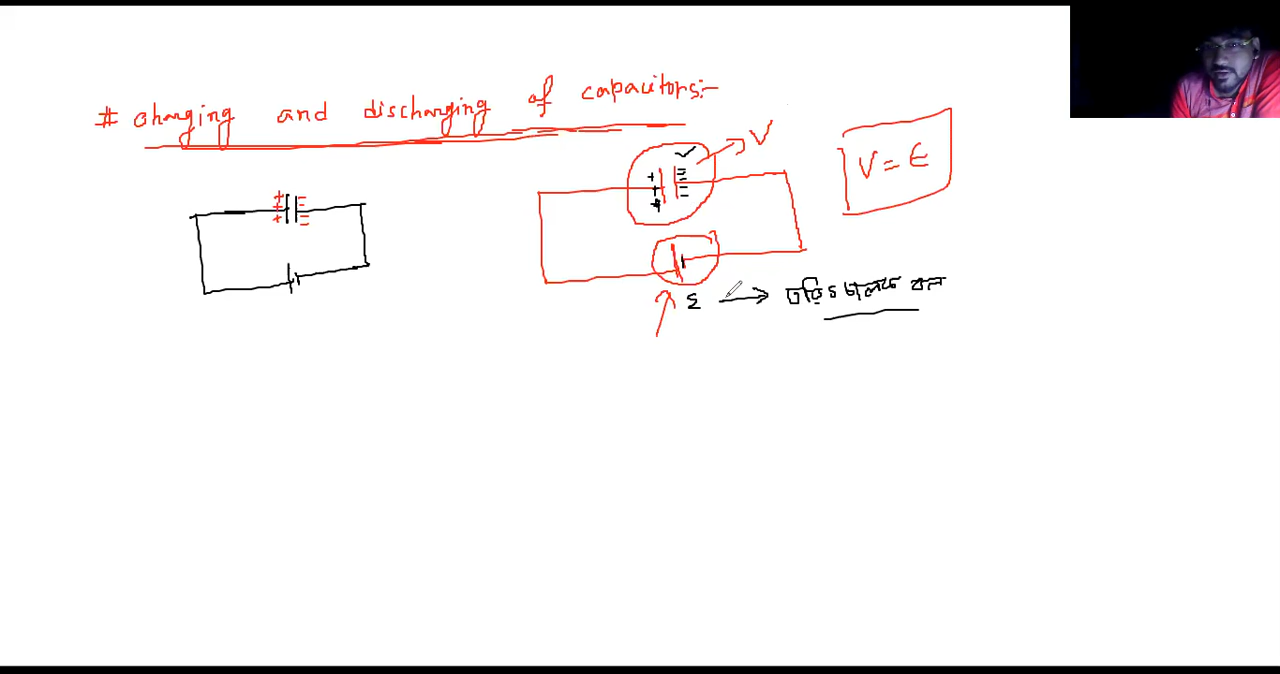 # charging and discharging of capacitors:-
V
V = ε
ε → তড়িৎ চালক বল